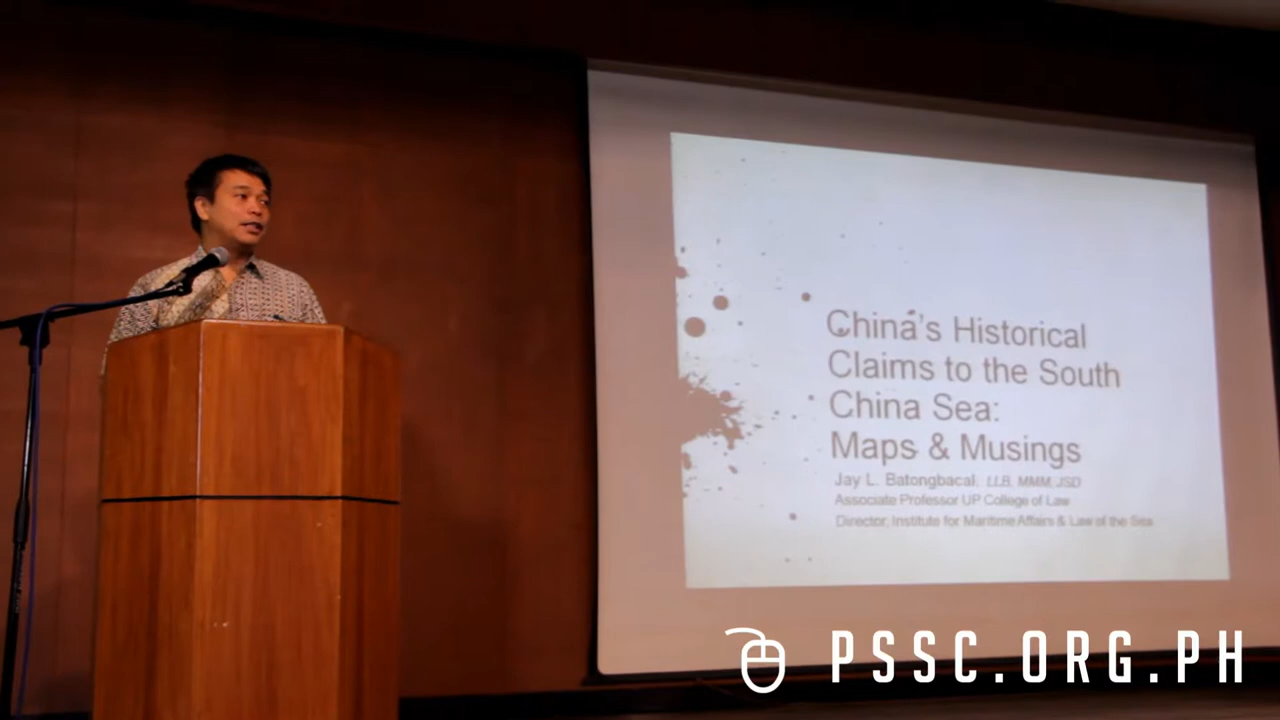 China's Historical
Claims to the South
China Sea:
Maps & Musings
Jay L. Batongbacal, LLB, MMM, JSD
Associate Professor UP College of Law
Director, Institute for Maritime Affairs & Law of the Sea
PSSC.ORG.PH